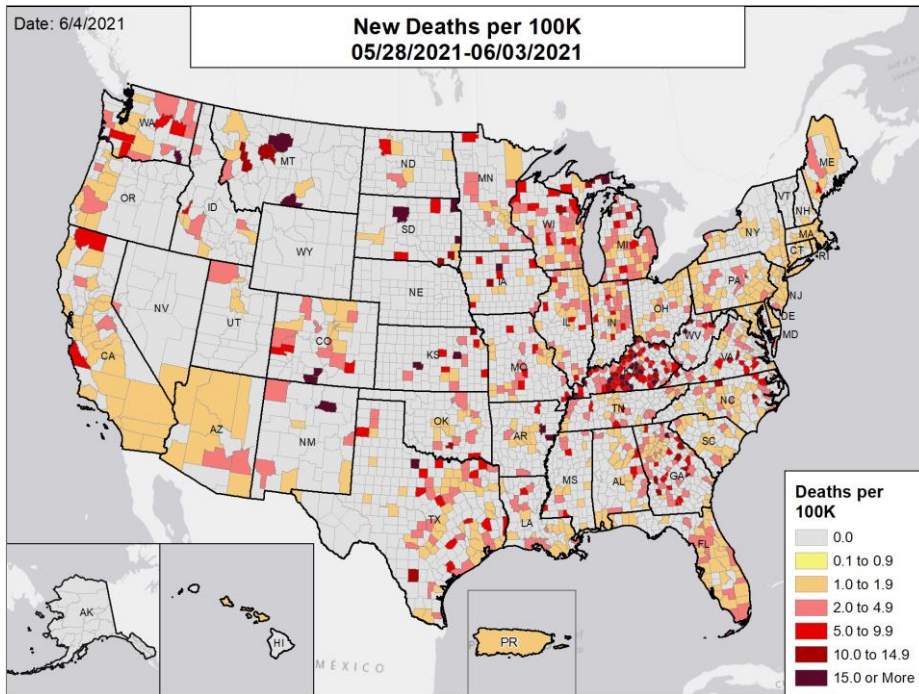 Date: 6/4/2021
New Deaths per 100K
05/28/2021-06/03/2021
WA
MT
ND
MN
ME
OR
ID
SD
WI
MI
VT
NH
NY
MA
CT
RI
WY
IA
PA
NJ
NV
NE
IL
IN
OH
DE
MD
UT
CO
KS
MO
WV
VA
CA
AZ
NM
OK
AR
TN
NC
SC
MS
AL
GA
TX
LA
FL
AK
HI
PR
MÉXICO
Deaths per
100K
0.0
0.1 to 0.9
1.0 to 1.9
2.0 to 4.9
5.0 to 9.9
10.0 to 14.9
15.0 or More